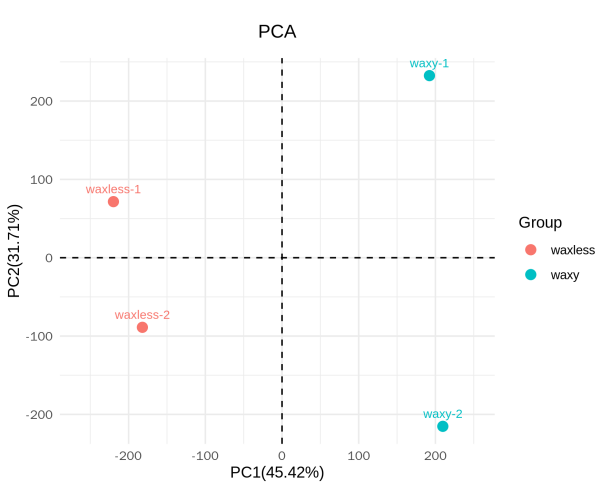 PCA
waxy-1
200
100
waxless-1
Group
waxless
waxy
PC2(31.71%)
0
waxless-2
-100
waxy-2
-200
-200
-100
0
100
200
PC1(45.42%)